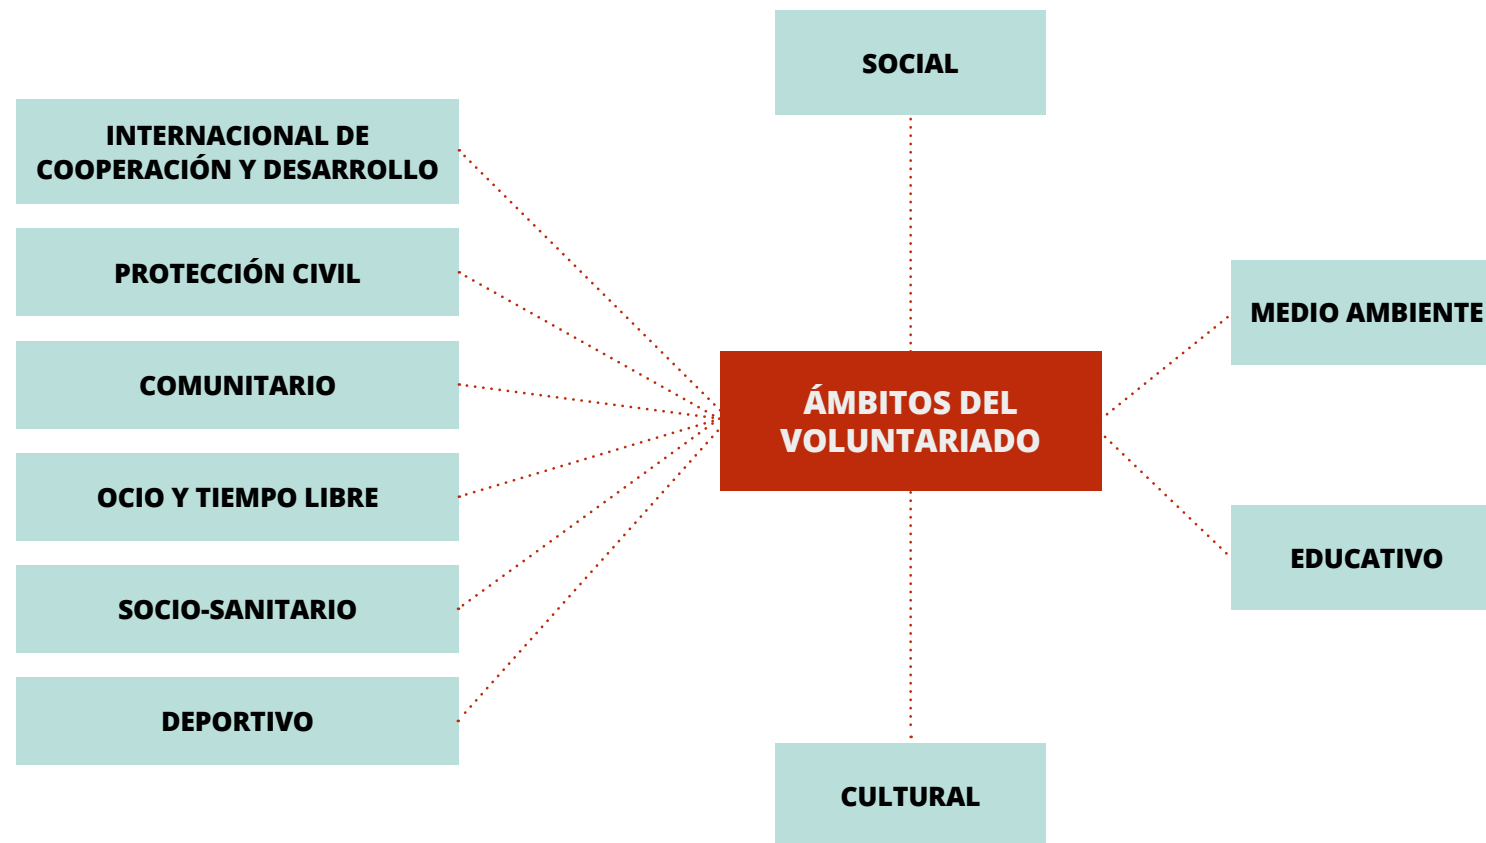 SOCIAL
INTERNACIONAL DE
COOPERACIÓN Y DESARROLLO
PROTECCIÓN CIVIL
COMUNITARIO
OCIO Y TIEMPO LIBRE
SOCIO-SANITARIO
DEPORTIVO
ÁMBITOS DEL
VOLUNTARIADO
MEDIO AMBIENTE
EDUCATIVO
CULTURAL